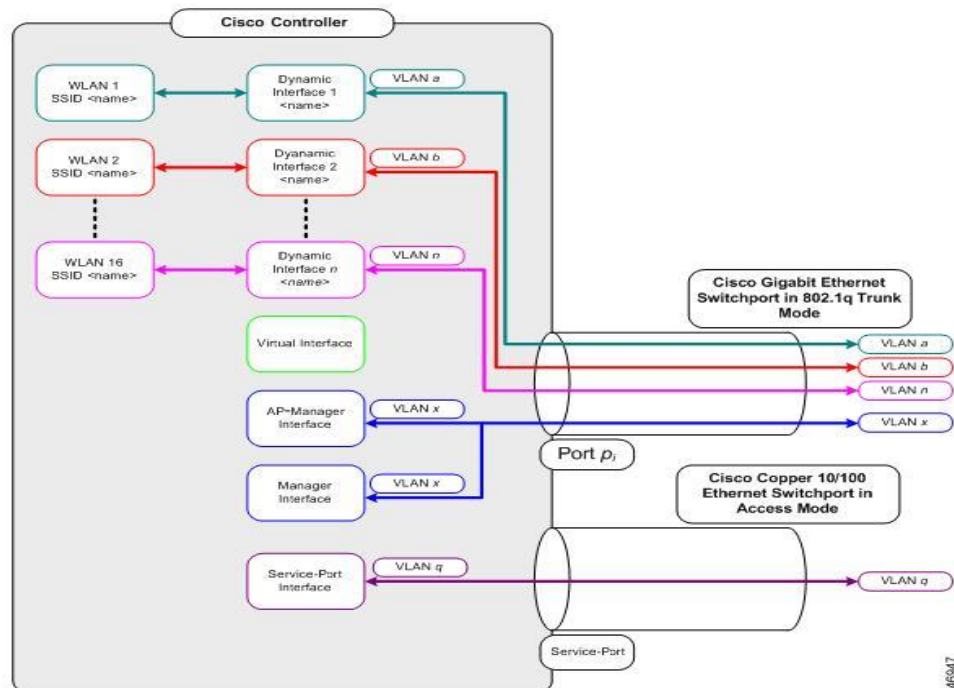 Cisco Controller
WLAN 1
SSID <name>
Dynamic
Interface 1
<name>
VLAN a
WLAN 2
SSID <name>
Dyanamic
Interface 2
<name>
VLAN b
WLAN 16
SSID <name>
Dynamic
Interface n
<name>
VLAN n
Virtual Interface
AP-Manager
Interface
VLAN x
Manager
Interface
VLAN x
Service-Port
Interface
VLAN q
Cisco Gigabit Ethernet
Switchport in 802.1q Trunk
Mode
VLAN a
VLAN b
VLAN n
VLAN x
Port pi
Cisco Copper 10/100
Ethernet Switchport in
Access Mode
VLAN q
Service-Port
46947